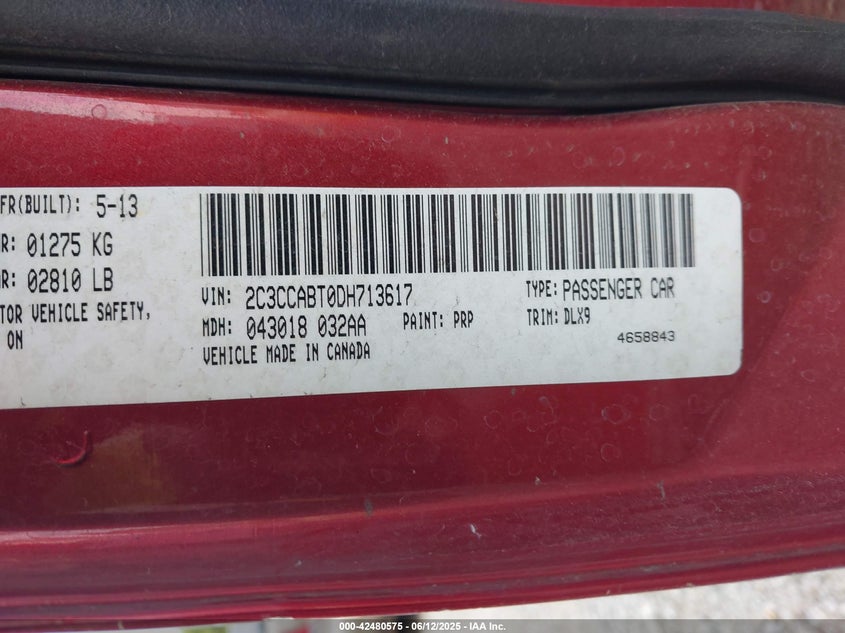 FR(BUILT): 5-13
R: 01275 KG
R: 02810 LB
TOR VEHICLE SAFETY,
ON
VIN: 2C3CCABT0DH713617
TYPE: PASSENGER CAR
MDH: 043018 032AA
PAINT: PRP
TRIM: DLX9
VEHICLE MADE IN CANADA
4658843
000-42480575 - 06/12/2025 - IAA Inc.